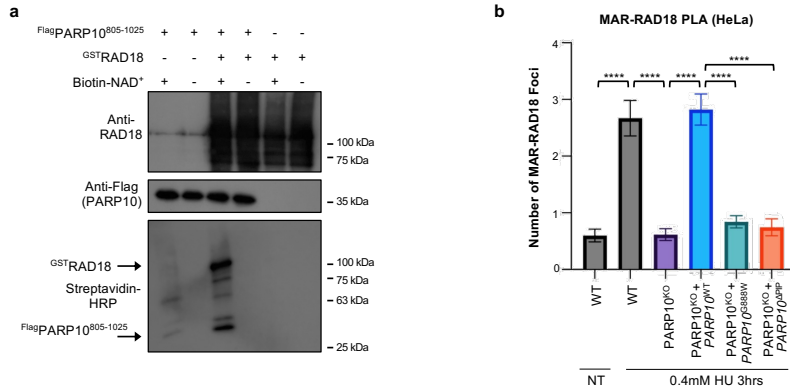 a
FlagPARP10805-1025 + + + + - -
GSTRAD18 - - + + + +
Biotin-NAD+ + - + - + -
Anti-
RAD18
100 kDa
75 kDa
Anti-Flag
(PARP10)
35 kDa
GSTRAD18
Streptavidin-
HRP
FlagPARP10805-1025
100 kDa
75 kDa
63 kDa
25 kDa
b
MAR-RAD18 PLA (HeLa)
Number of MAR-RAD18 Foci
4
3
2
1
0
**** **** **** **** ****
WT
WT
PARP10KO
PARP10KO +
PARP10WT
PARP10KO +
PARP10G888W
PARP10KO +
PARP10ΔPIP
NT
0.4mM HU 3hrs